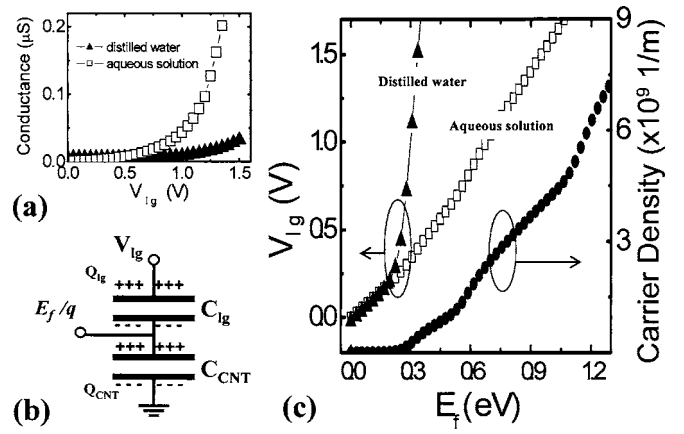 Conductance (μS)
0.2
0.1
0.0
distilled water
aqueous solution
0.0 0.5 1.0 1.5
V_lg (V)
(a)
V_lg
Q_lg +++ +++
C_lg
E_f/q
-- --
+++ +++
C_CNT
Q_CNT -- --
(b)
V_lg (V)
1.5
1.0
0.5
0.0
Distilled water
Aqueous solution
9
6
3
Carrier Density (x10⁹ 1/m)
0.0 0.3 0.6 0.9 1.2
(c)
E_f (eV)